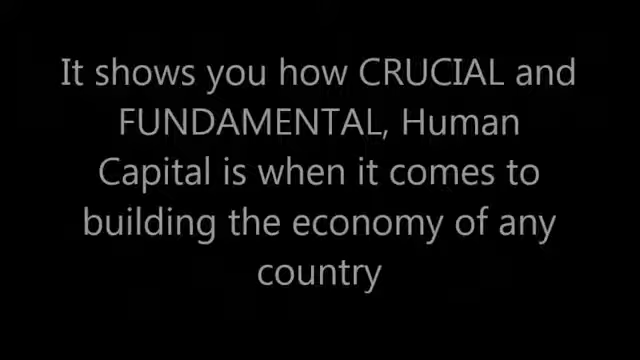 It shows you how CRUCIAL and
FUNDAMENTAL, Human
Capital is when it comes to
building the economy of any
country